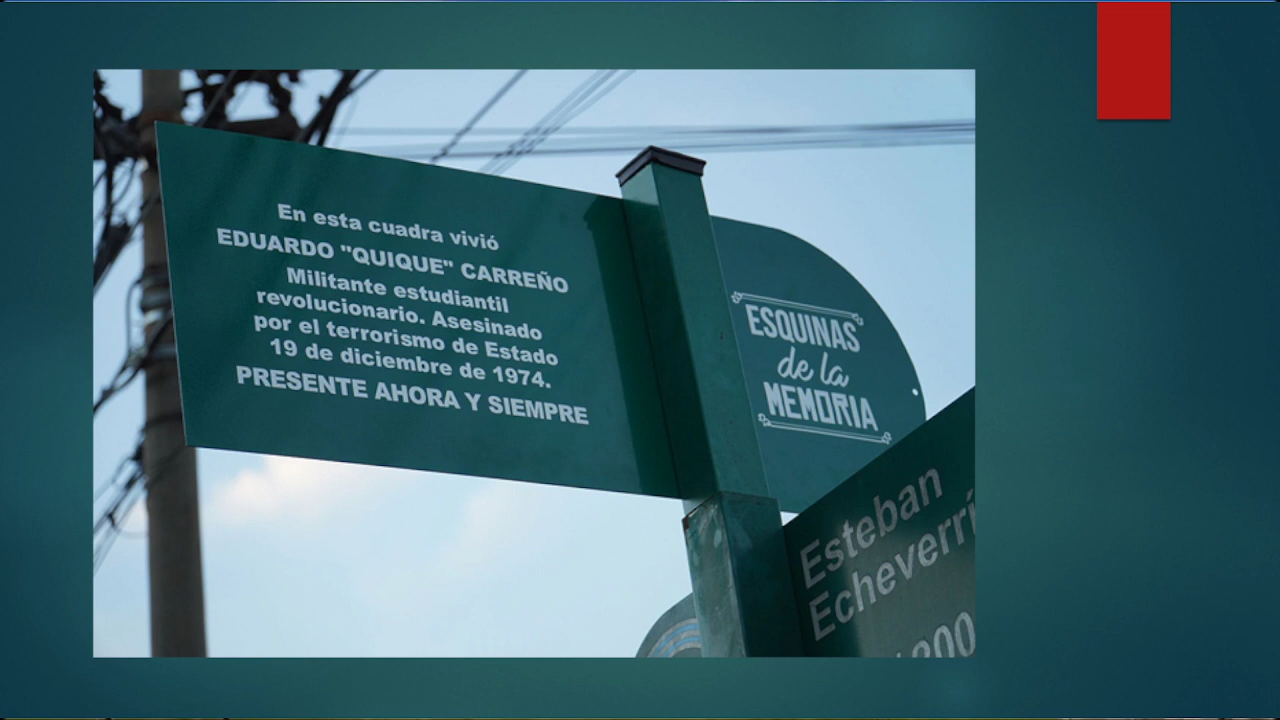 En esta cuadra vivió
EDUARDO "QUIQUE" CARREÑO
Militante estudiantil
revolucionario. Asesinado
por el terrorismo de Estado
19 de diciembre de 1974.
PRESENTE AHORA Y SIEMPRE
ESQUINAS
de la
MEMORIA
Esteban
Echeverrí